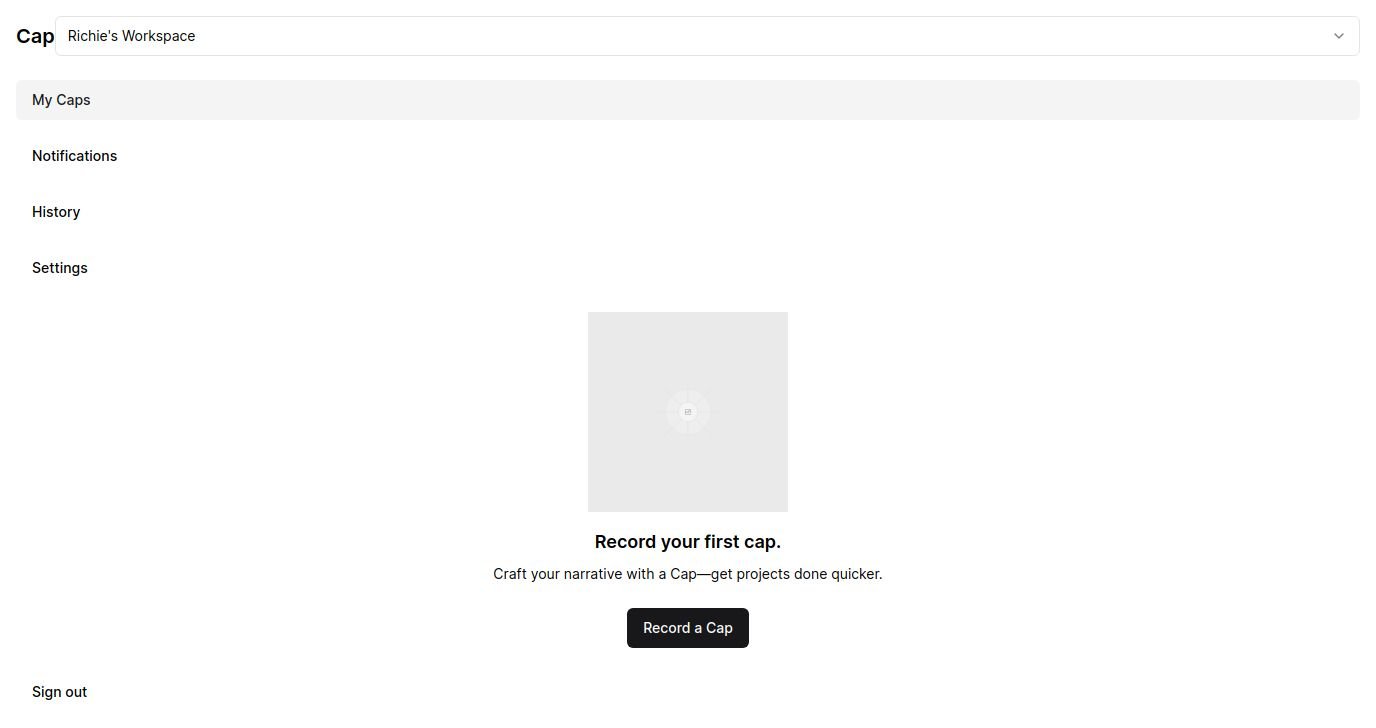 Cap
Richie's Workspace
My Caps
Notifications
History
Settings
Record your first cap.
Craft your narrative with a Cap—get projects done quicker.
Record a Cap
Sign out